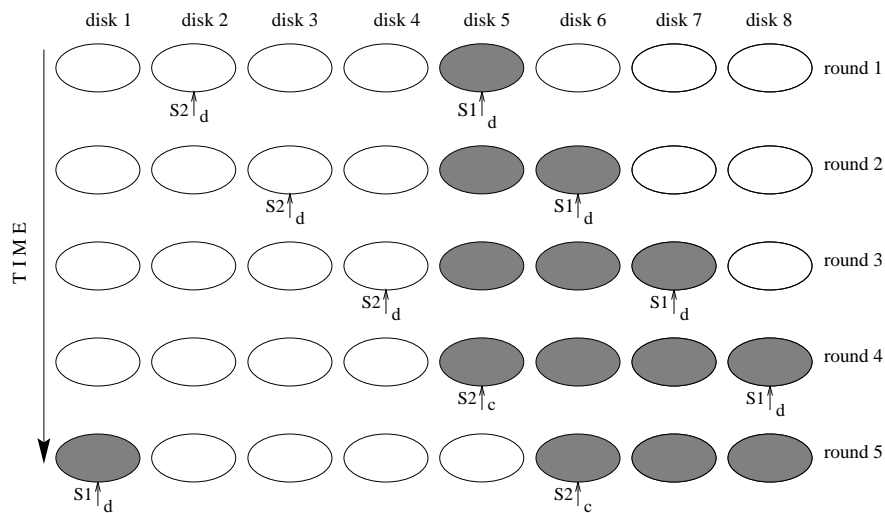 disk 1 disk 2 disk 3 disk 4 disk 5 disk 6 disk 7 disk 8
round 1
S2 d S1 d
round 2
S2 d S1 d
TIME
round 3
S2 d S1 d
round 4
S2 c S1 d
round 5
S1 d S2 c